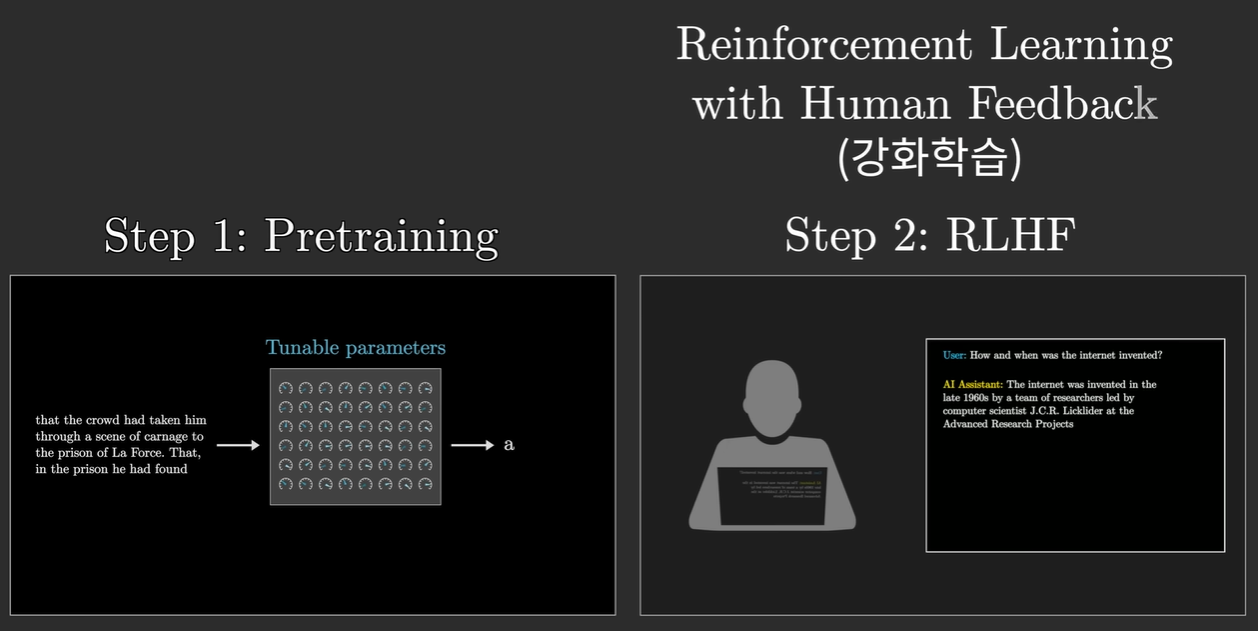 Reinforcement Learning
with Human Feedback
(강화학습)
Step 1: Pretraining
Step 2: RLHF
Tunable parameters
that the crowd had taken him
through a scene of carnage to
the prison of La Force. That,
in the prison he had found
a
User: How and when was the internet invented?
AI Assistant: The internet was invented in the
late 1960s by a team of researchers led by
computer scientist J.C.R. Licklider at the
Advanced Research Projects